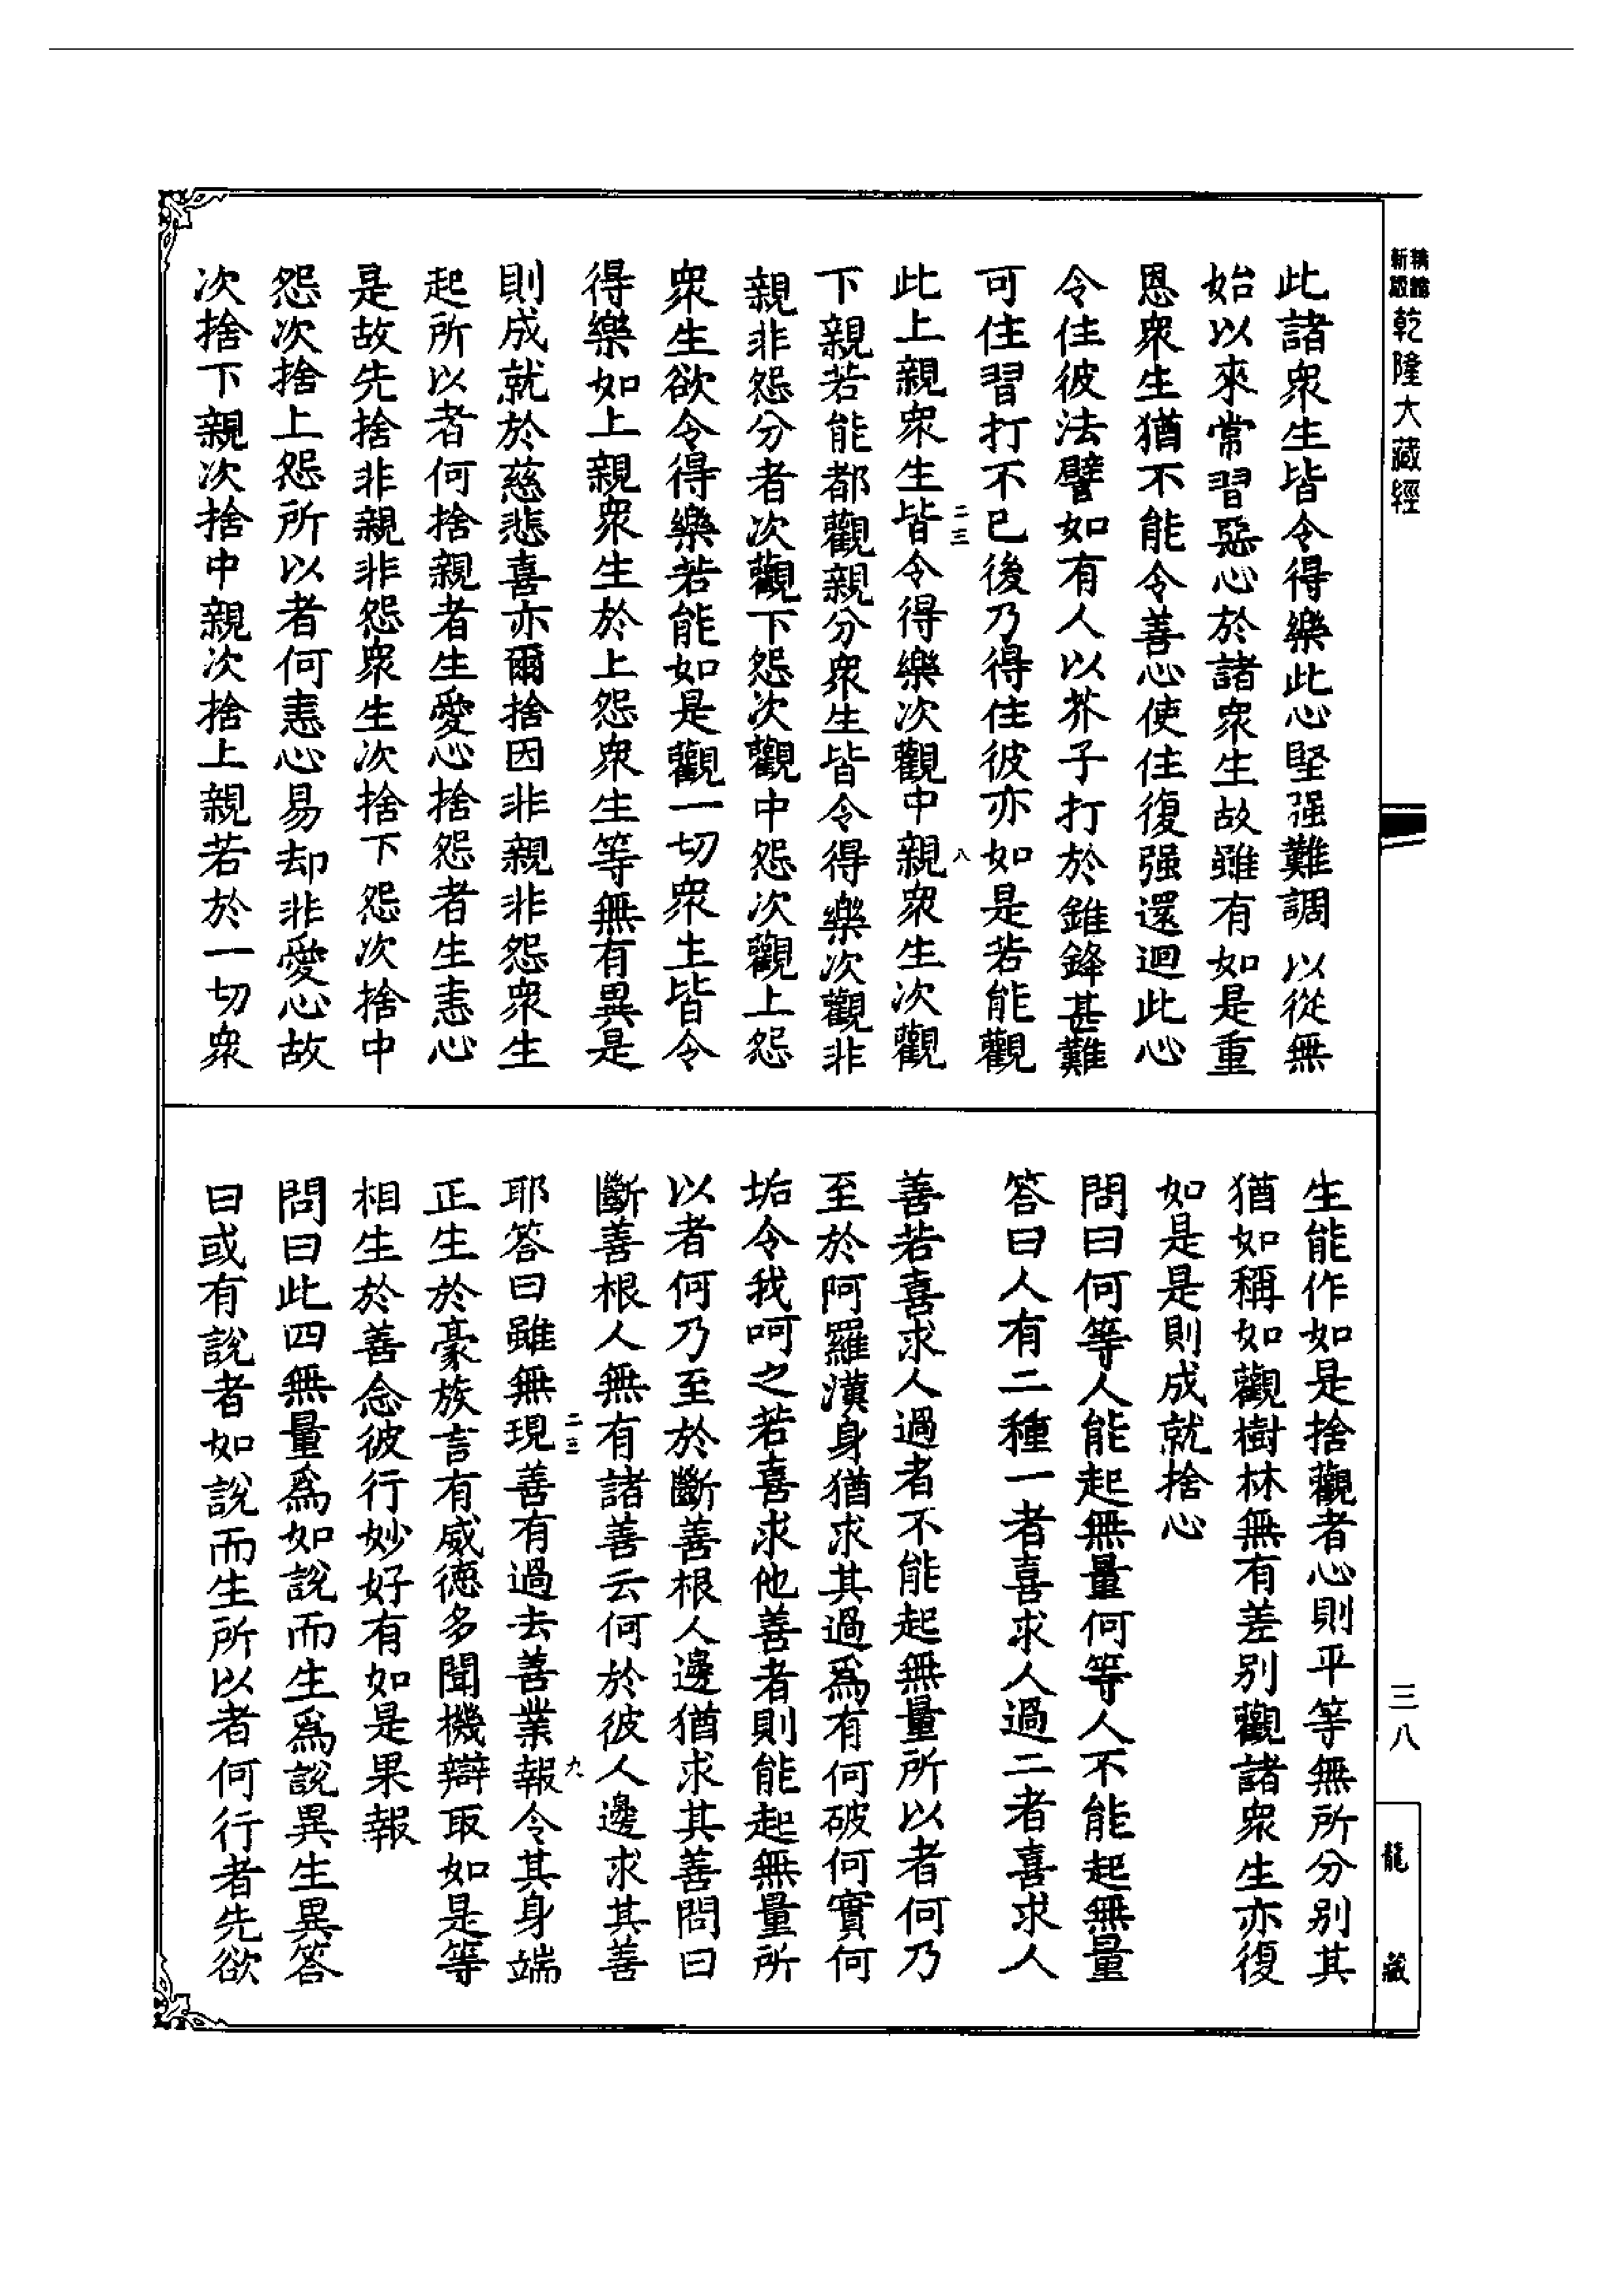 乾隆大藏經
此諸衆生皆令得樂此心堅强難調以從無
始以來常習惡心於諸衆生故雖有如是重
恩衆生猶不能令善心使住復强還迴此心
令住彼法譬如有人以芥子打於錐鋒甚難
可住習打不已後乃得住彼亦如是若能觀
二三
八
此上親衆生皆令得樂次觀中親衆生次觀
下親若能都觀親分衆生皆令得樂次觀非
親非怨分者次觀下怨次觀中怨次觀上怨
衆生欲令得樂若能如是觀一切衆生皆令
得樂如上親衆生於上怨衆生等無有異是
則成就於慈悲喜亦爾捨因非親非怨衆生
起所以者何捨親者生愛心捨怨者生恚心
是故先捨非親非怨衆生次捨下怨次捨中
怨次捨上怨所以者何恚心易却非愛心故
次捨下親次捨中親次捨上親若於一切衆
生能作如是捨觀者心則平等無所分別其
猶如稱如觀樹林無有差別觀諸衆生亦復
如是是則成就捨心
問曰何等人能起無量何等人不能起無量
答曰人有二種一者喜求人過二者喜求人
善若喜求人過者不能起無量所以者何乃
至於阿羅漢身猶求其過爲有何破何實何
垢令我呵之若喜求他善者則能起無量所
以者何乃至於斷善根人邊猶求其善問曰
斷善根人無有諸善云何於彼人邊求其善
二三
九
耶答曰雖無現善有過去善業報令其身端
正生於豪族言有威德多聞機辯取如是等
相生於善念彼行妙好有如是果報
問曰此四無量爲如說而生爲說異生異答
曰或有說者如說而生所以者何行者先欲
三八
龍藏